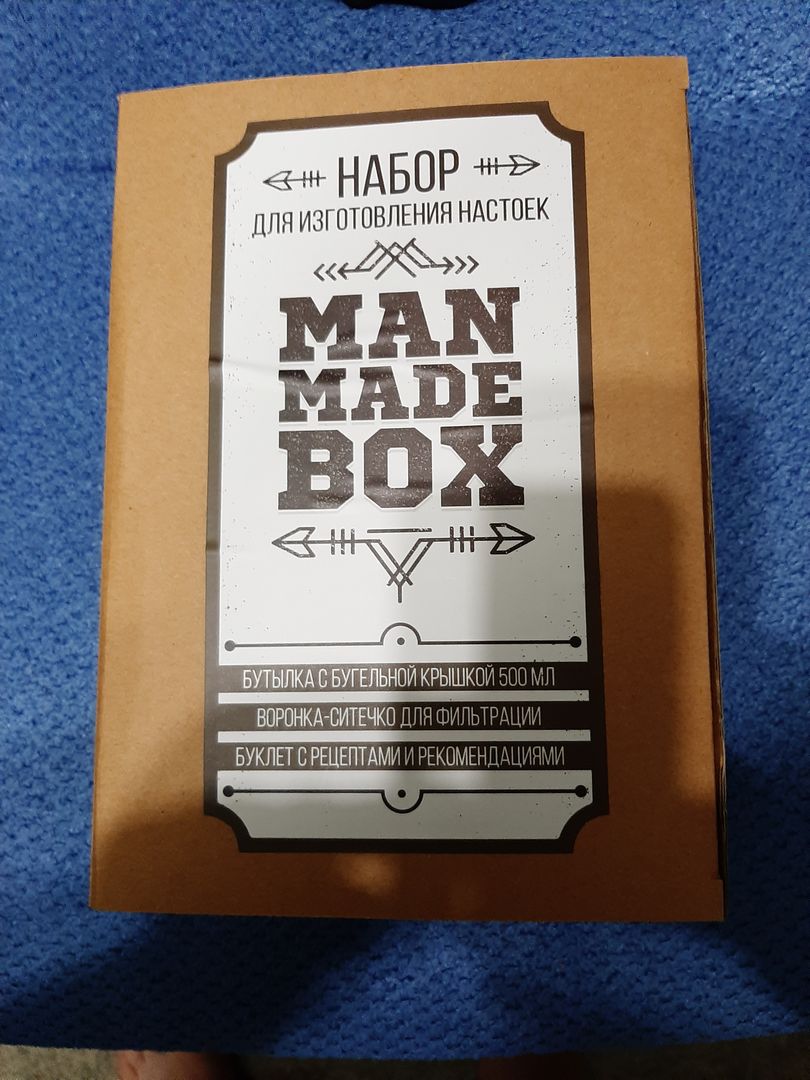 НАБОР
ДЛЯ ИЗГОТОВЛЕНИЯ НАСТОЕК
MAN
MADE
BOX
БУТЫЛКА С БУГЕЛЬНОЙ КРЫШКОЙ 500 МЛ
ВОРОНКА-СИТЕЧКО ДЛЯ ФИЛЬТРАЦИИ
БУКЛЕТ С РЕЦЕПТАМИ И РЕКОМЕНДАЦИЯМИ